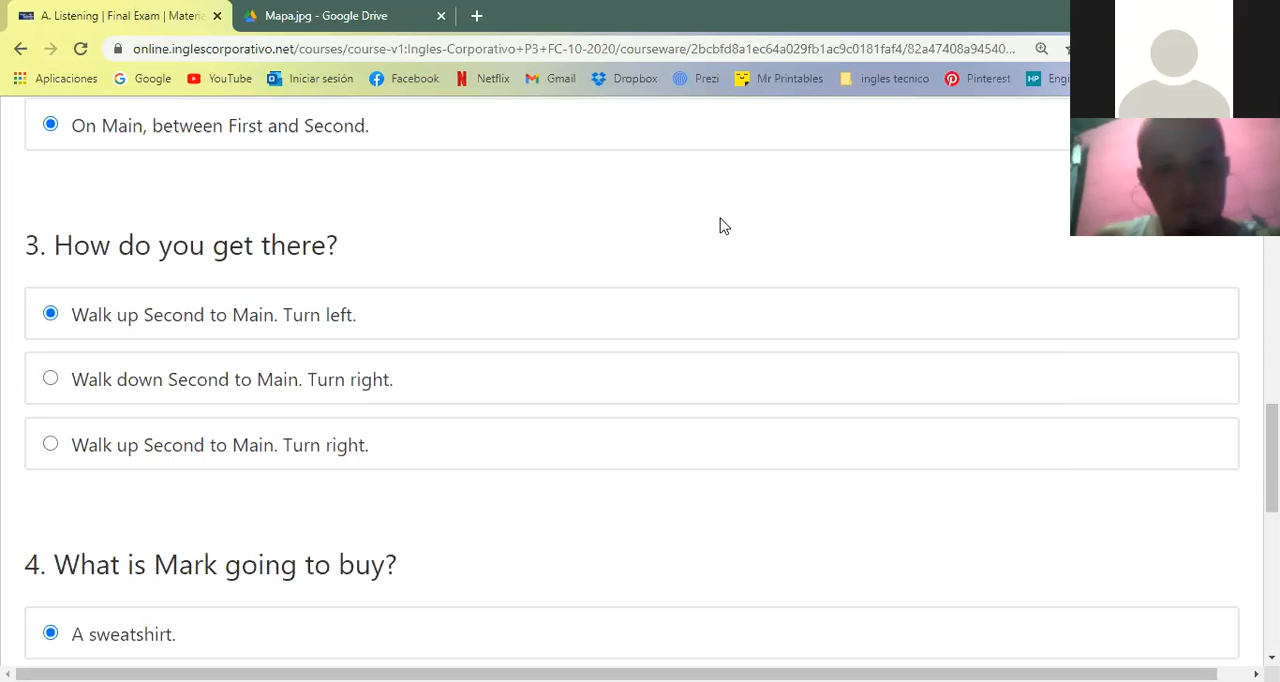 A. Listening | Final Exam | Materia
Mapa.jpg - Google Drive
online.inglescorporativo.net/courses/course-v1:Ingles-Corporativo+P3+FC-10-2020/courseware/2bcbfd8a1ec64a029fb1ac9c0181faf4/82a47408a94540...
Aplicaciones Google YouTube Iniciar sesión Facebook Netflix Gmail Dropbox Prezi Mr Printables ingles tecnico Pinterest HP Engi
On Main, between First and Second.
3. How do you get there?
Walk up Second to Main. Turn left.
Walk down Second to Main. Turn right.
Walk up Second to Main. Turn right.
4. What is Mark going to buy?
A sweatshirt.